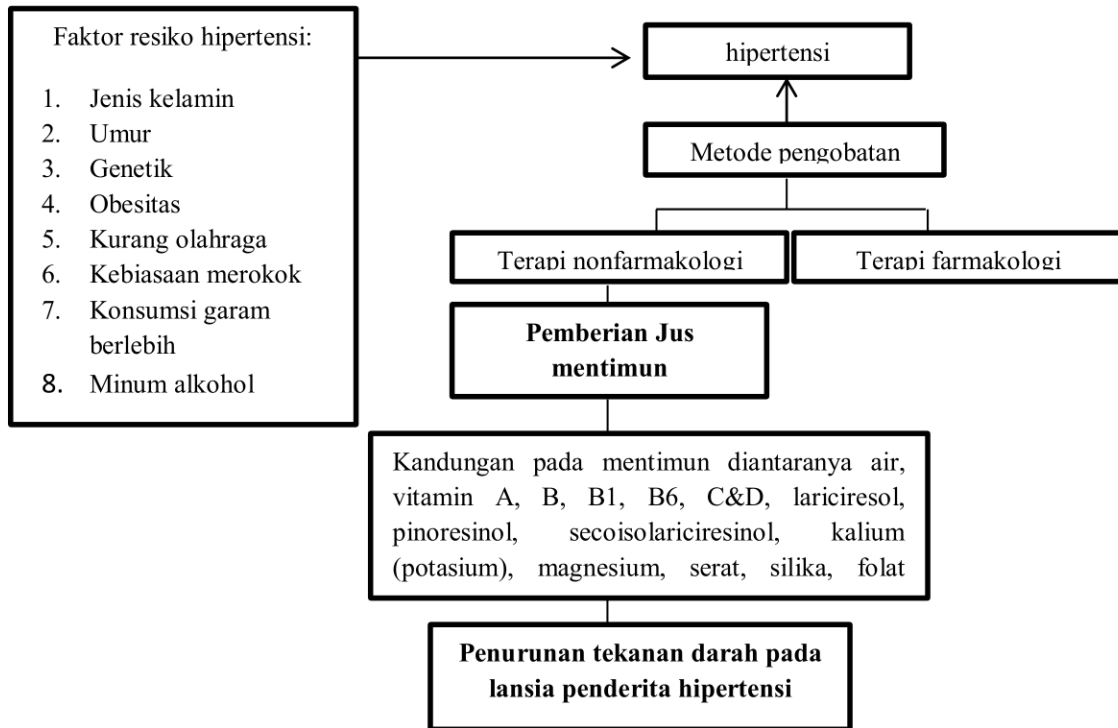 Faktor resiko hipertensi:
1. Jenis kelamin
2. Umur
3. Genetik
4. Obesitas
5. Kurang olahraga
6. Kebiasaan merokok
7. Konsumsi garam
berlebih
8. Minum alkohol
hipertensi
Metode pengobatan
Terapi nonfarmakologi
Terapi farmakologi
Pemberian Jus
mentimun
Kandungan pada mentimun diantaranya air,
vitamin A, B, B1, B6, C&D, lariciresol,
pinoresinol, secoisolariciresinol, kalium
(potasium), magnesium, serat, silika, folat
Penurunan tekanan darah pada
lansia penderita hipertensi